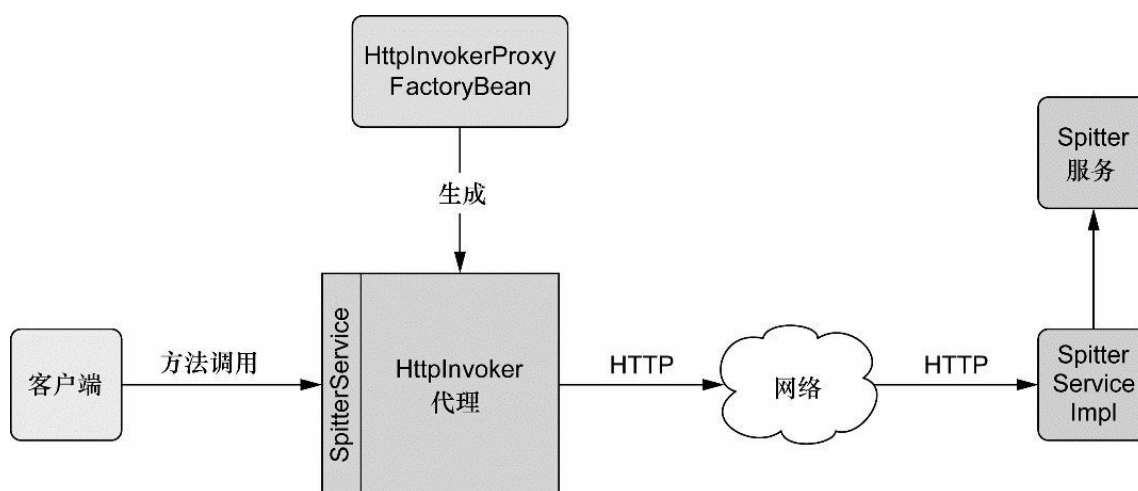 HttpInvokerProxy
FactoryBean
Spitter
服务
生成
客户端
方法调用
SpitterService
HttpInvoker
代理
HTTP
网络
HTTP
Spitter
Service
Impl